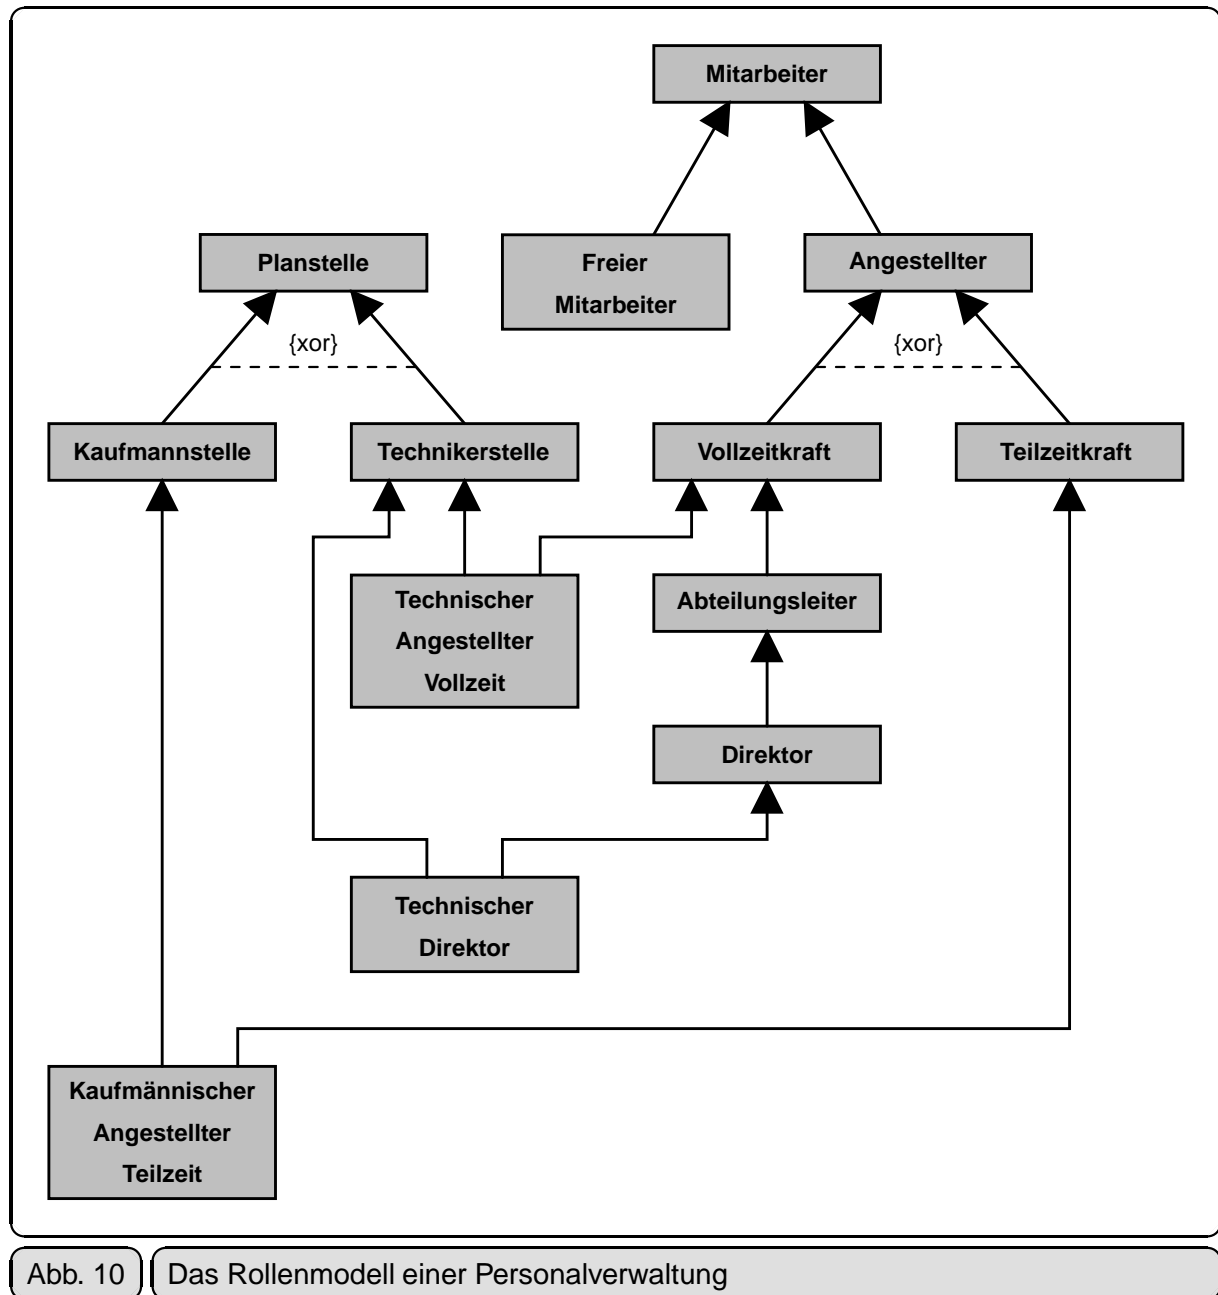 Mitarbeiter
Planstelle
Freier
Mitarbeiter
Angestellter
{xor}
{xor}
Kaufmannstelle
Technikerstelle
Vollzeitkraft
Teilzeitkraft
Technischer
Angestellter
Vollzeit
Abteilungsleiter
Direktor
Technischer
Direktor
Kaufmännischer
Angestellter
Teilzeit
Abb. 10 Das Rollenmodell einer Personalverwaltung